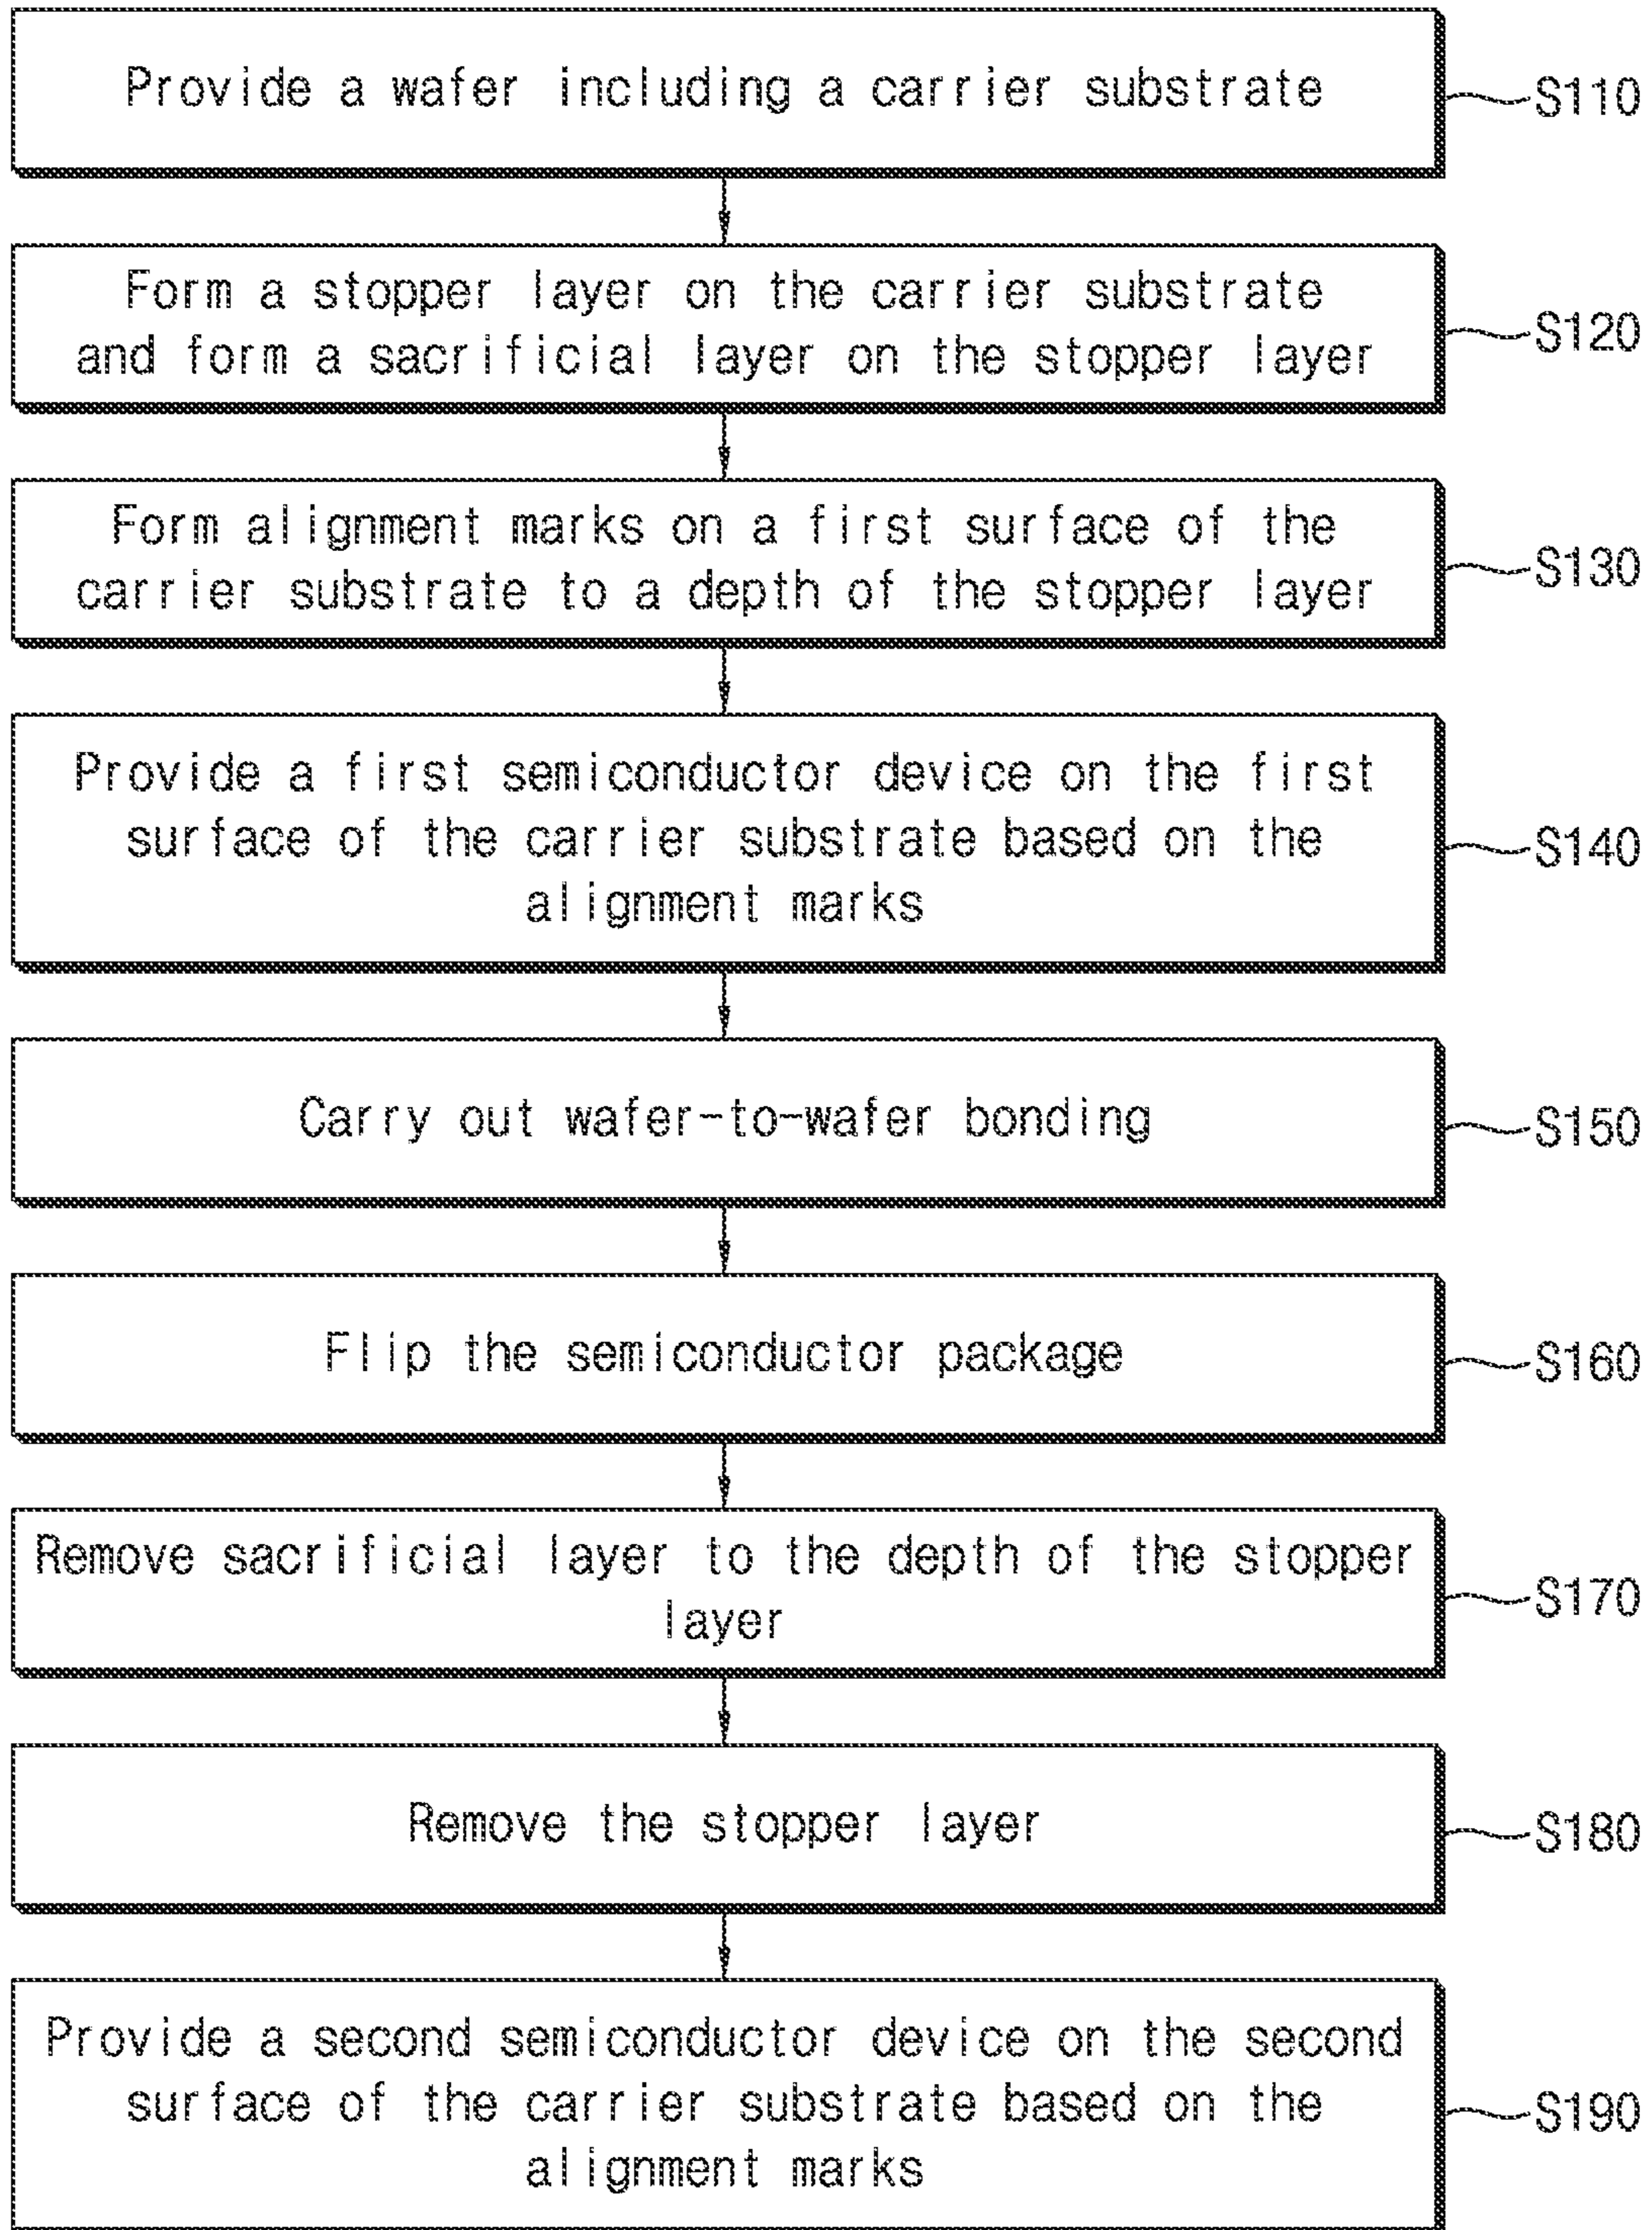 Provide a wafer including a carrier substrate
S110
Form a stopper layer on the carrier substrate
and form a sacrificial layer on the stopper layer
S120
Form alignment marks on a first surface of the
carrier substrate to a depth of the stopper layer
S130
Provide a first semiconductor device on the first
surface of the carrier substrate based on the
alignment marks
S140
Carry out wafer-to-wafer bonding
S150
Flip the semiconductor package
S160
Remove sacrificial layer to the depth of the stopper
layer
S170
Remove the stopper layer
S180
Provide a second semiconductor device on the second
surface of the carrier substrate based on the
alignment marks
S190